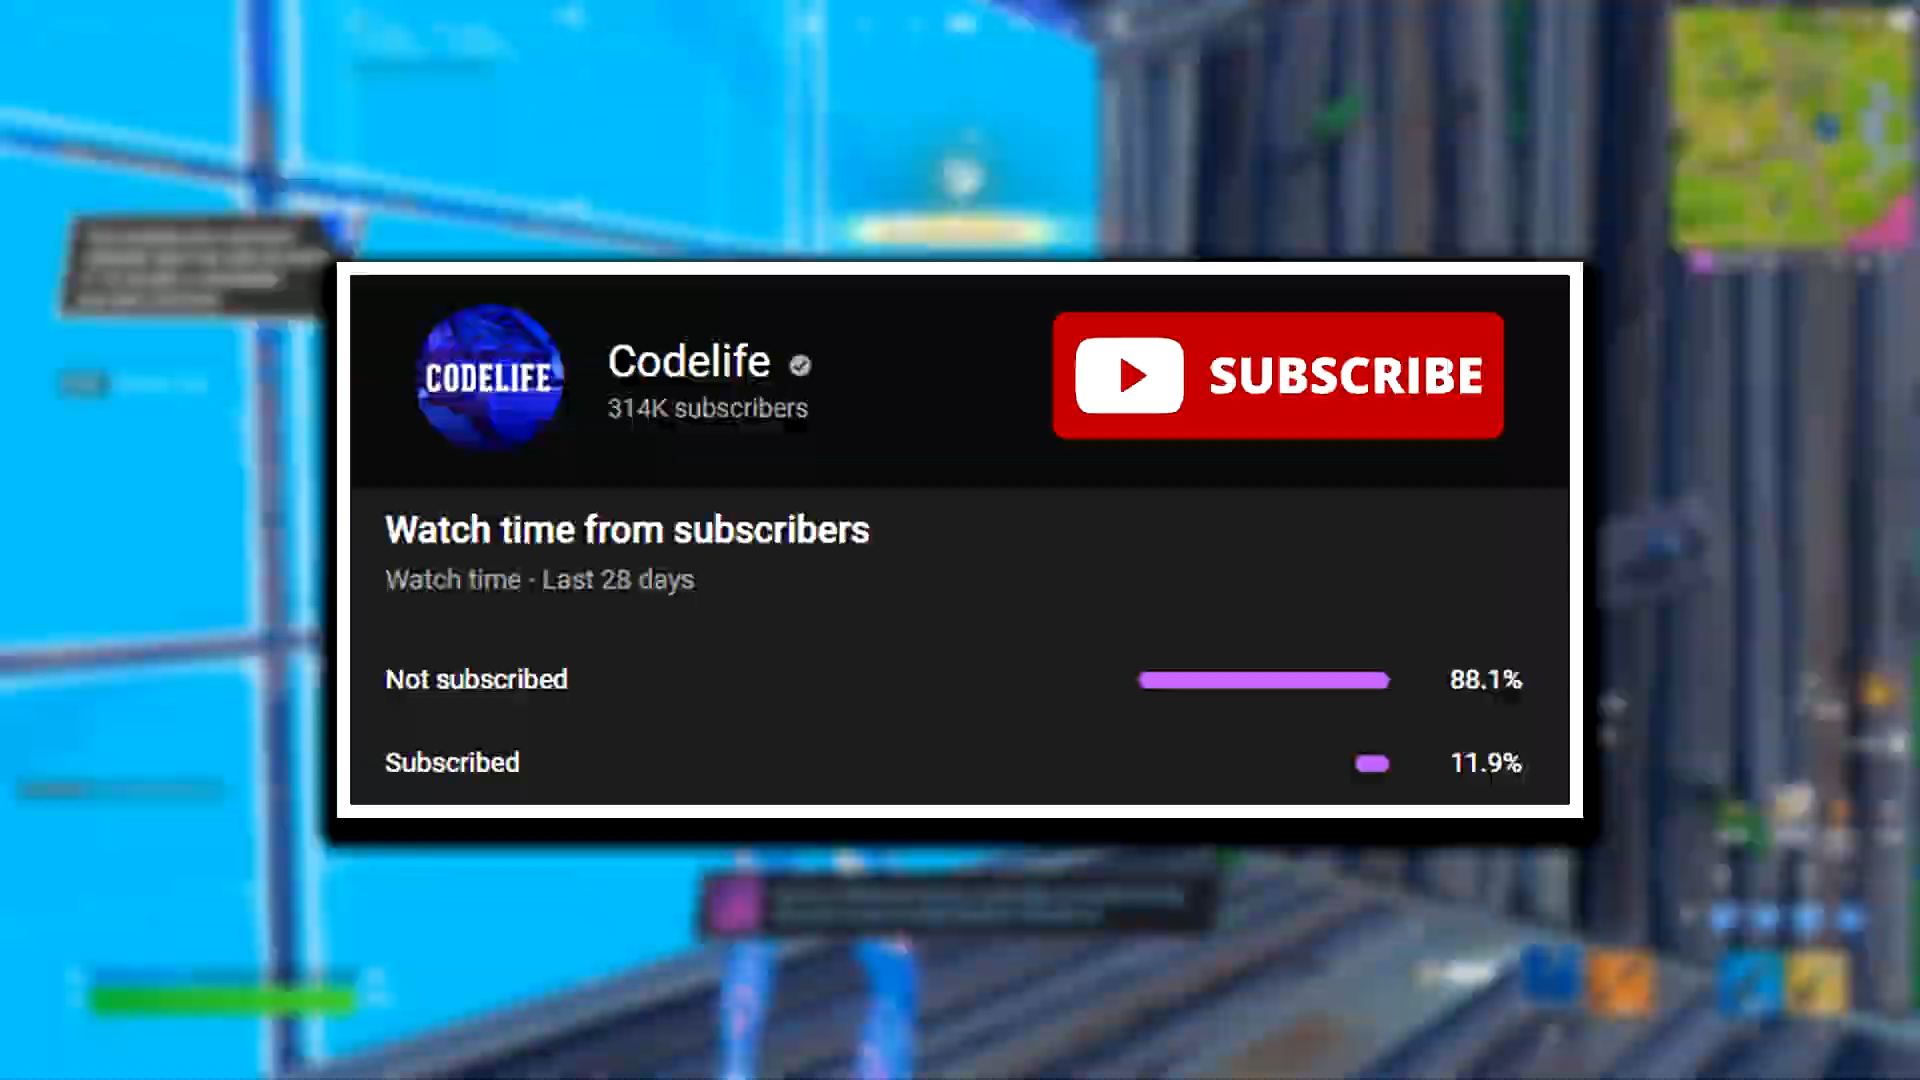 CODELIFE
Codelife
314K subscribers
SUBSCRIBE
Watch time from subscribers
Watch time · Last 28 days
Not subscribed 88.1%
Subscribed 11.9%